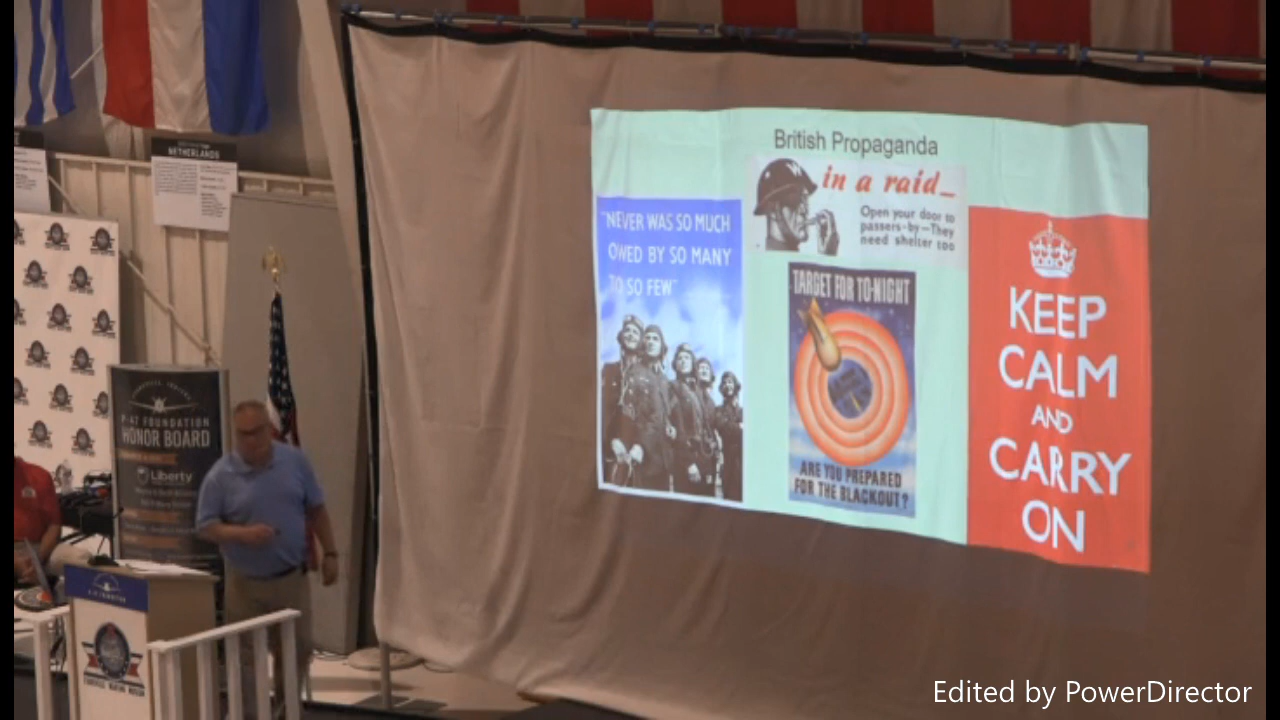 British Propaganda
"NEVER WAS SO MUCH
OWED BY SO MANY
TO SO FEW"
in a raid_
Open your door to
passers-by—They
need shelter too
TARGET FOR TO-NIGHT
ARE YOU PREPARED
FOR THE BLACKOUT?
KEEP
CALM
AND
CARRY
ON
NETHERLANDS
P-47 FOUNDATION
HONOR BOARD
Liberty
Edited by PowerDirector